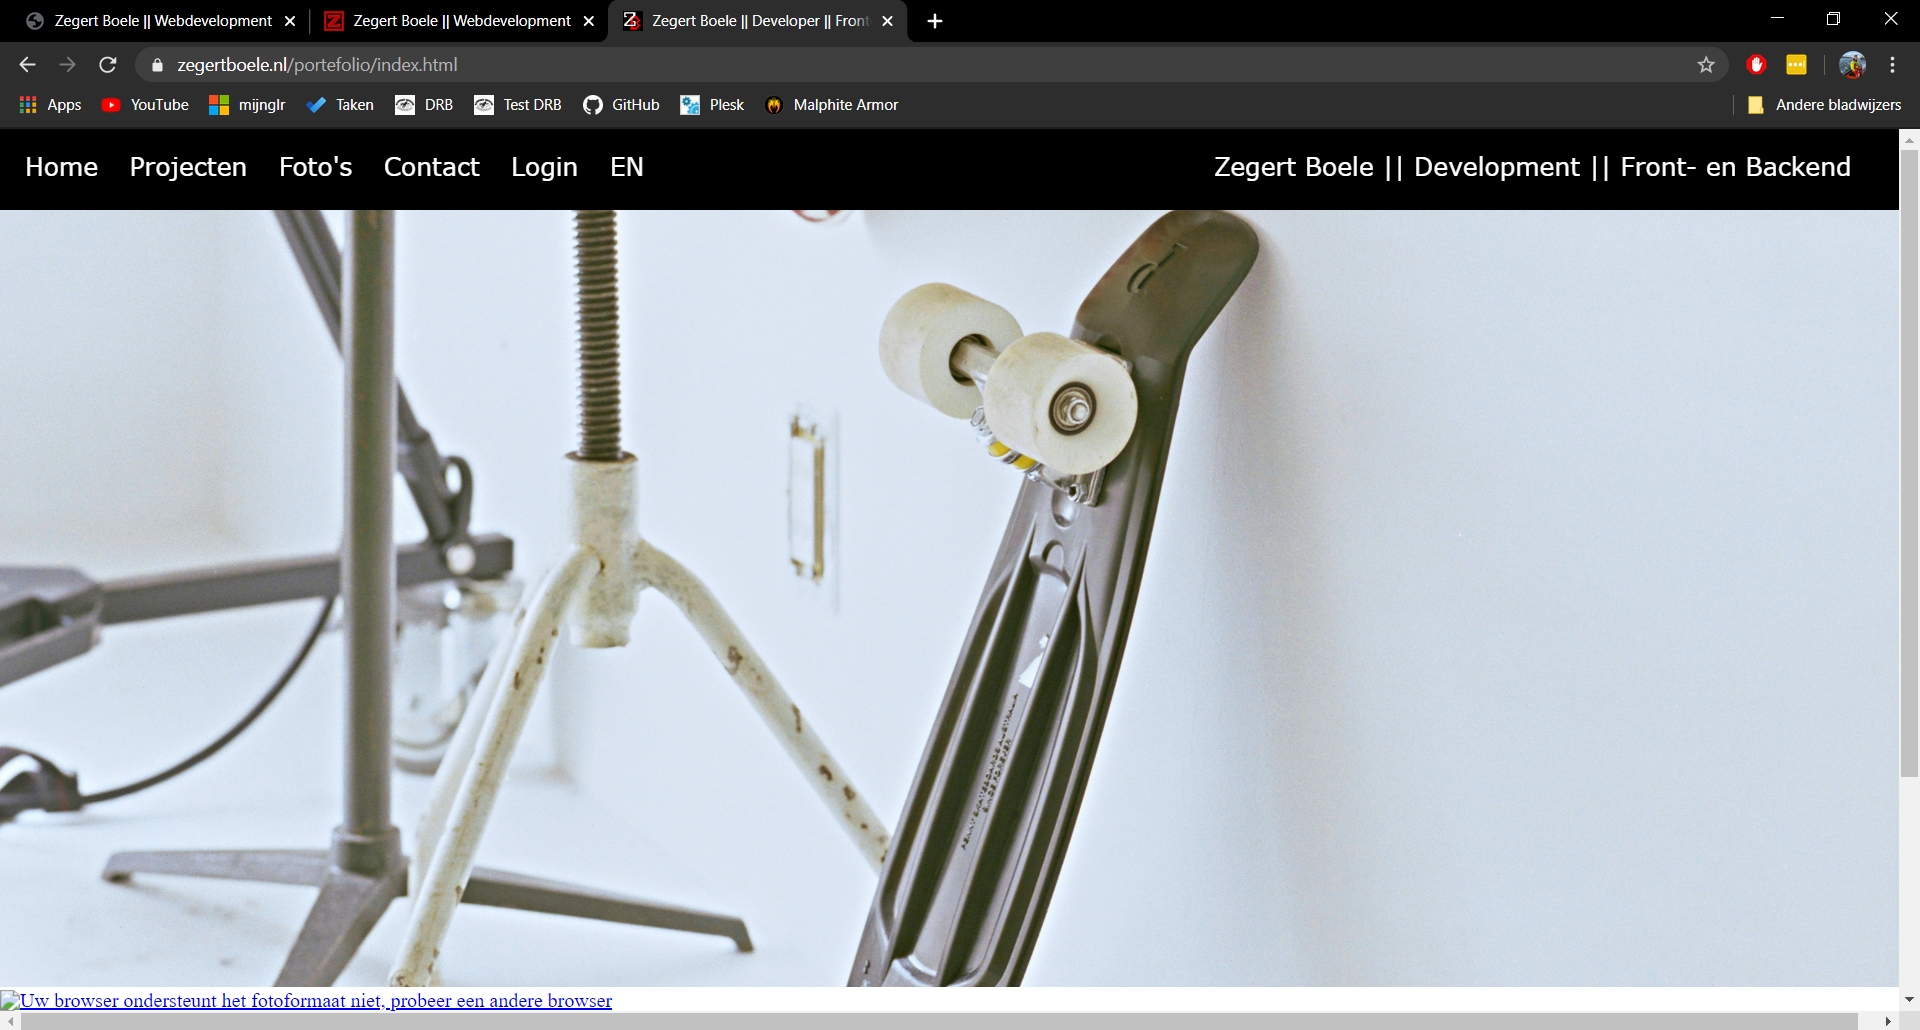 Zegert Boele || Webdevelopment
Zegert Boele || Webdevelopment
Zegert Boele || Developer || Front
zegertboele.nl/portefolio/index.html
Apps
YouTube
mijnglr
Taken
DRB
Test DRB
GitHub
Plesk
Malphite Armor
Andere bladwijzers
Home
Projecten
Foto's
Contact
Login
EN
Zegert Boele || Development || Front- en Backend
Uw browser ondersteunt het fotoformaat niet, probeer een andere browser